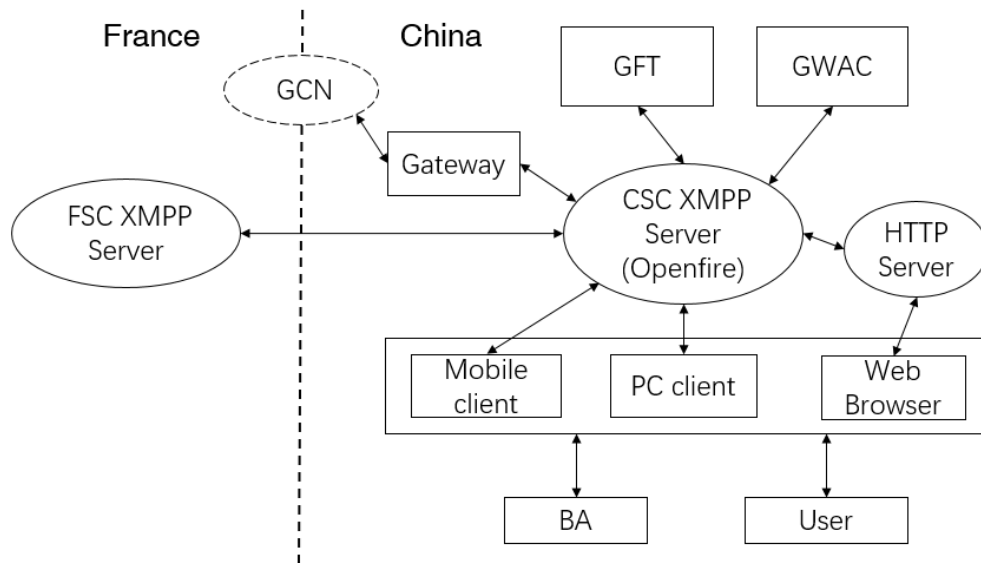 France
China
GCN
GFT
GWAC
Gateway
FSC XMPP
Server
CSC XMPP
Server
(Openfire)
HTTP
Server
Mobile
client
PC client
Web
Browser
BA
User